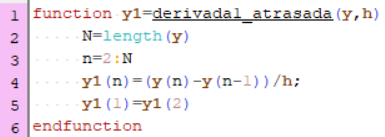 1 function y1=derivada1_atrasada(y,h)
2 N=length(y)
3 n=2:N
4 y1(n)=(y(n)-y(n-1))/h;
5 y1(1)=y1(2)
6 endfunction